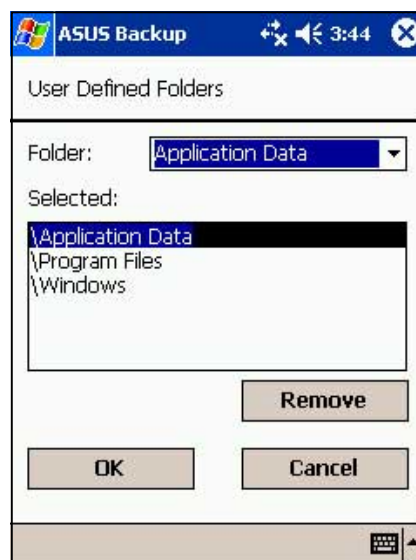 ASUS Backup 3:44
User Defined Folders
Folder: Application Data
Selected:
\Application Data
\Program Files
\Windows
Remove
OK Cancel